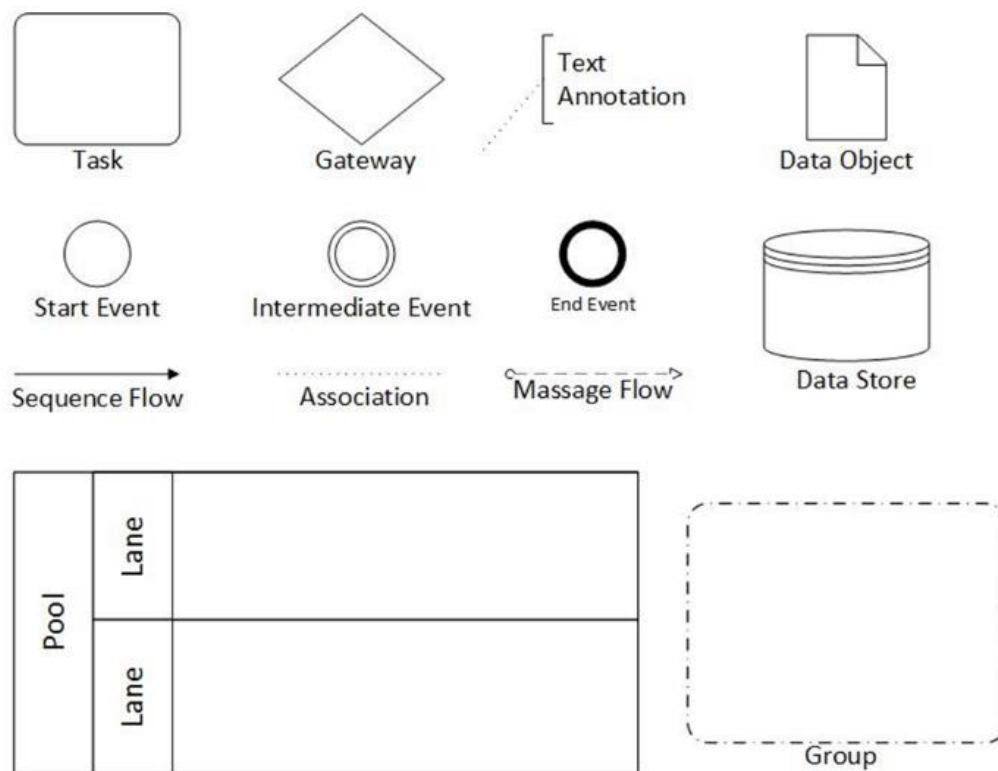 Text
Annotation
Task
Gateway
Data Object
Start Event
Intermediate Event
End Event
Data Store
Sequence Flow
Association
Massage Flow
Pool
Lane
Lane
Group